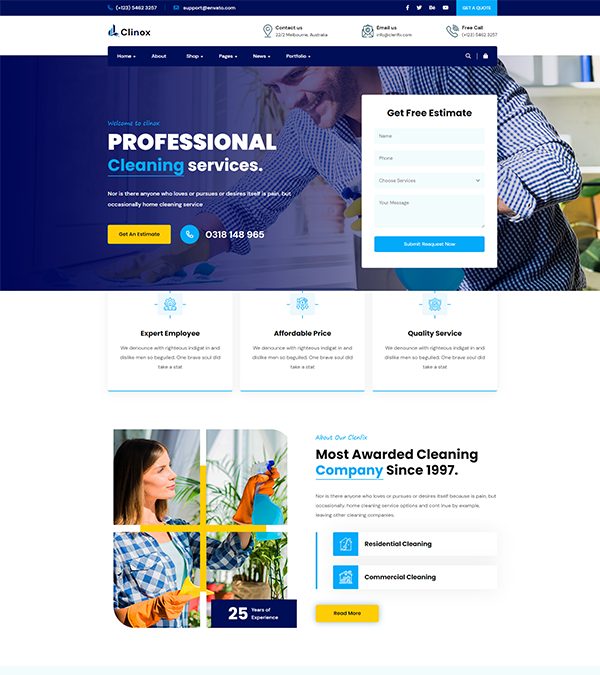 (+123) 5462 3257
support@envato.com
GET A QUOTE
Clinox
Contact us
22/2 Melbourne, Australia
Email us
info@clenfix.com
Free Call
(+123) 5462 3257
Home
About
Shop
Pages
News
Portfolio
Welcome to clinox
PROFESSIONAL
Cleaning services.
Nor is there anyone who loves or pursues or desires itself is pain, but
occasionally home cleaning service
Get An Estimate
0318 148 965
Get Free Estimate
Name
Phone
Choose Services
Your Message
Submit Reaquest Now
Expert Employee
We denounce with righteous indigat in and
dislike men so beguiled. One brave soul did
take a stat
Affordable Price
We denounce with righteous indigat in and
dislike men so beguiled. One brave soul did
take a stat
Quality Service
We denounce with righteous indigat in and
dislike men so beguiled. One brave soul did
take a stat
About Our Clenfix
Most Awarded Cleaning
Company Since 1997.
Nor is there anyone who loves or pursues or desires itself because is pain, but
occasionally home cleaning service options and cont inue by example,
leaving other cleaning companies.
Residential Cleaning
Commercial Cleaning
25 Years of
Experience
Read More